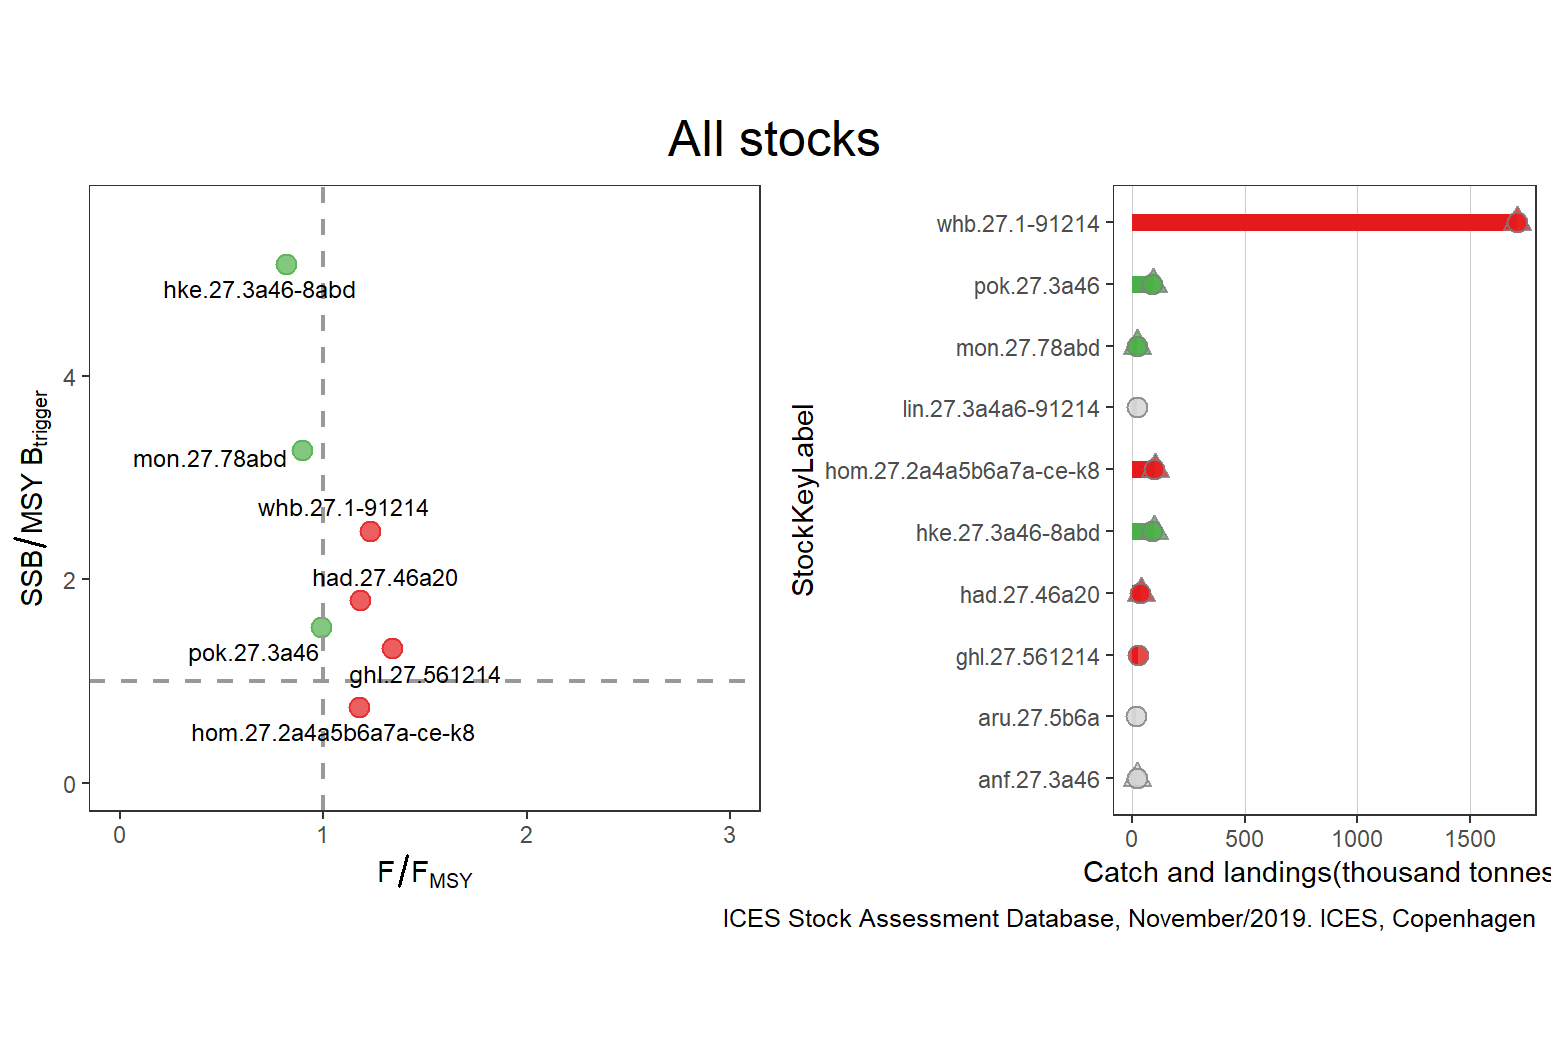 All stocks
SSB/MSY Btrigger
4
2
0
hke.27.3a46-8abd
mon.27.78abd
whb.27.1-91214
had.27.46a20
pok.27.3a46
ghl.27.561214
hom.27.2a4a5b6a7a-ce-k8
0 1 2 3
F/FMSY
StockKeyLabel
whb.27.1-91214
pok.27.3a46
mon.27.78abd
lin.27.3a4a6-91214
hom.27.2a4a5b6a7a-ce-k8
hke.27.3a46-8abd
had.27.46a20
ghl.27.561214
aru.27.5b6a
anf.27.3a46
0 500 1000 1500
Catch and landings(thousand tonnes
ICES Stock Assessment Database, November/2019. ICES, Copenhagen